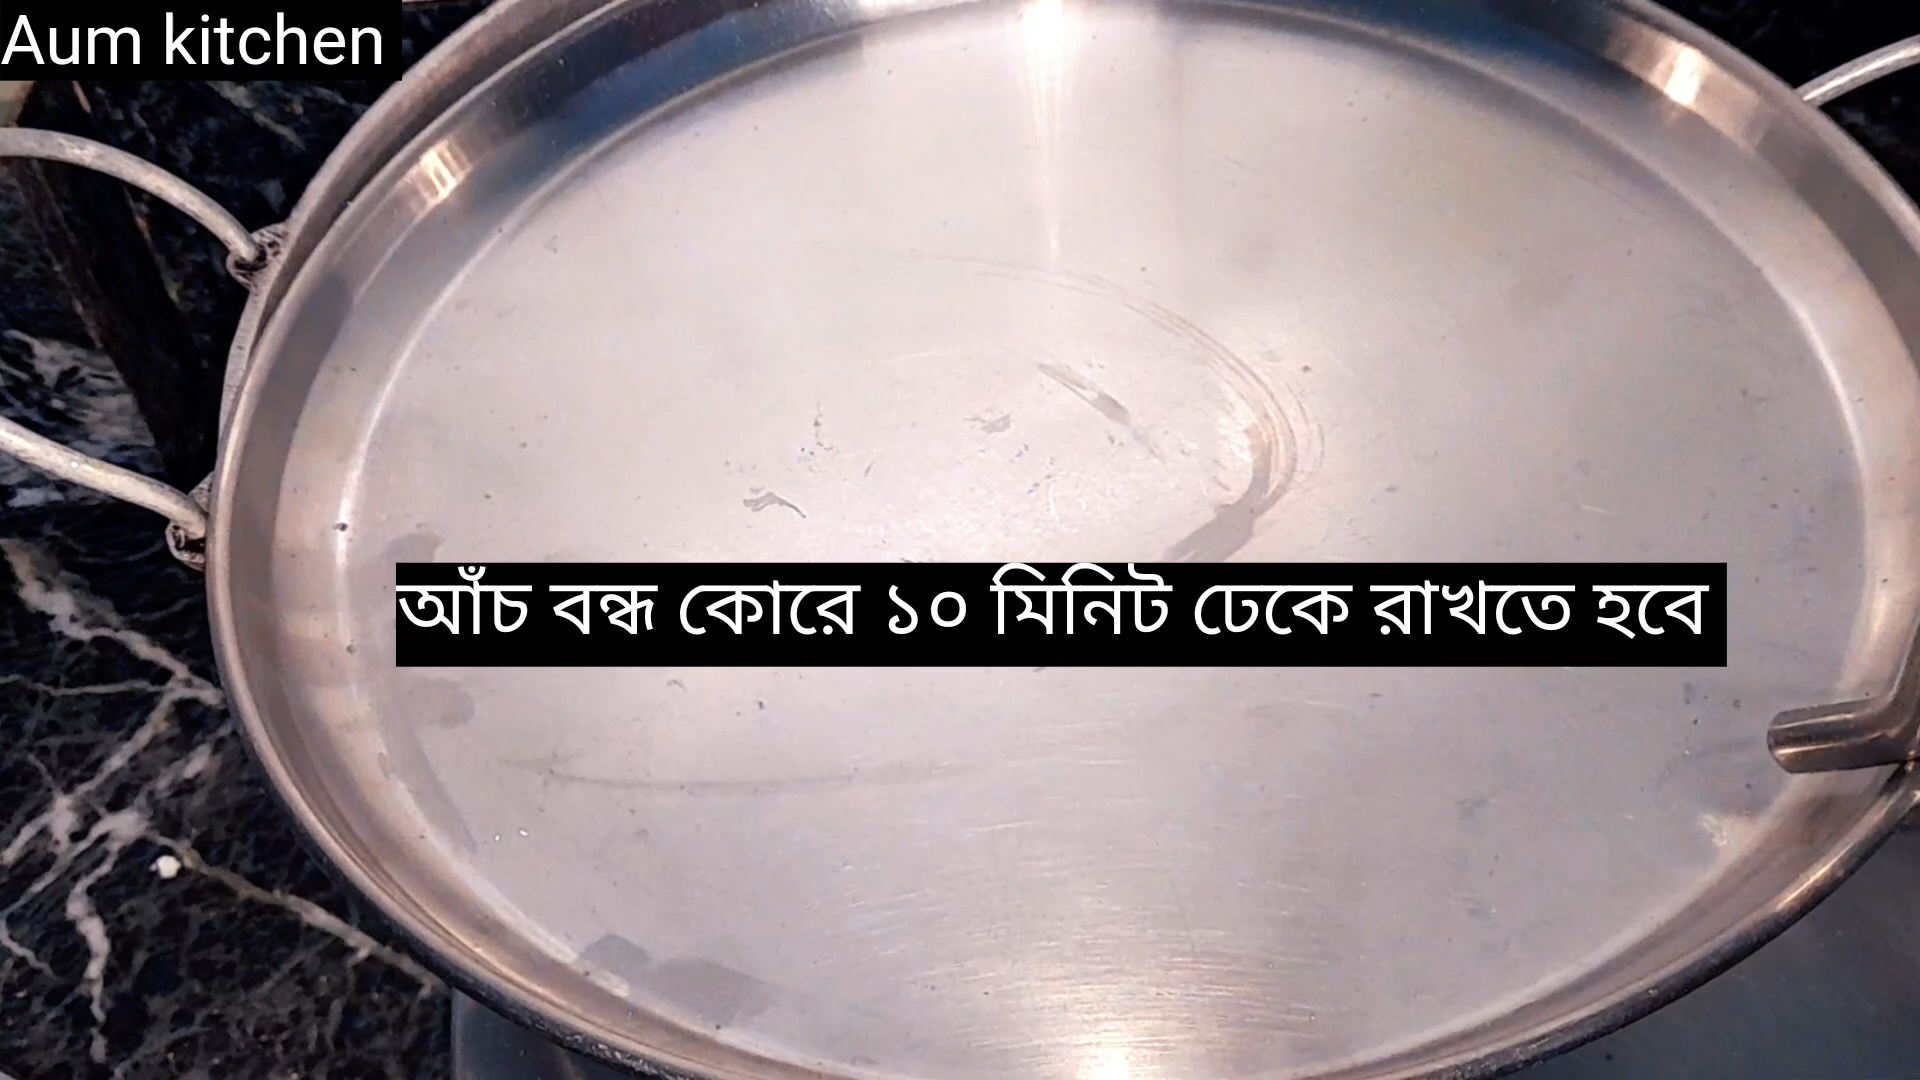 Aum kitchen
আঁচ বন্ধ কোরে ১০ মিনিট ঢেকে রাখতে হবে